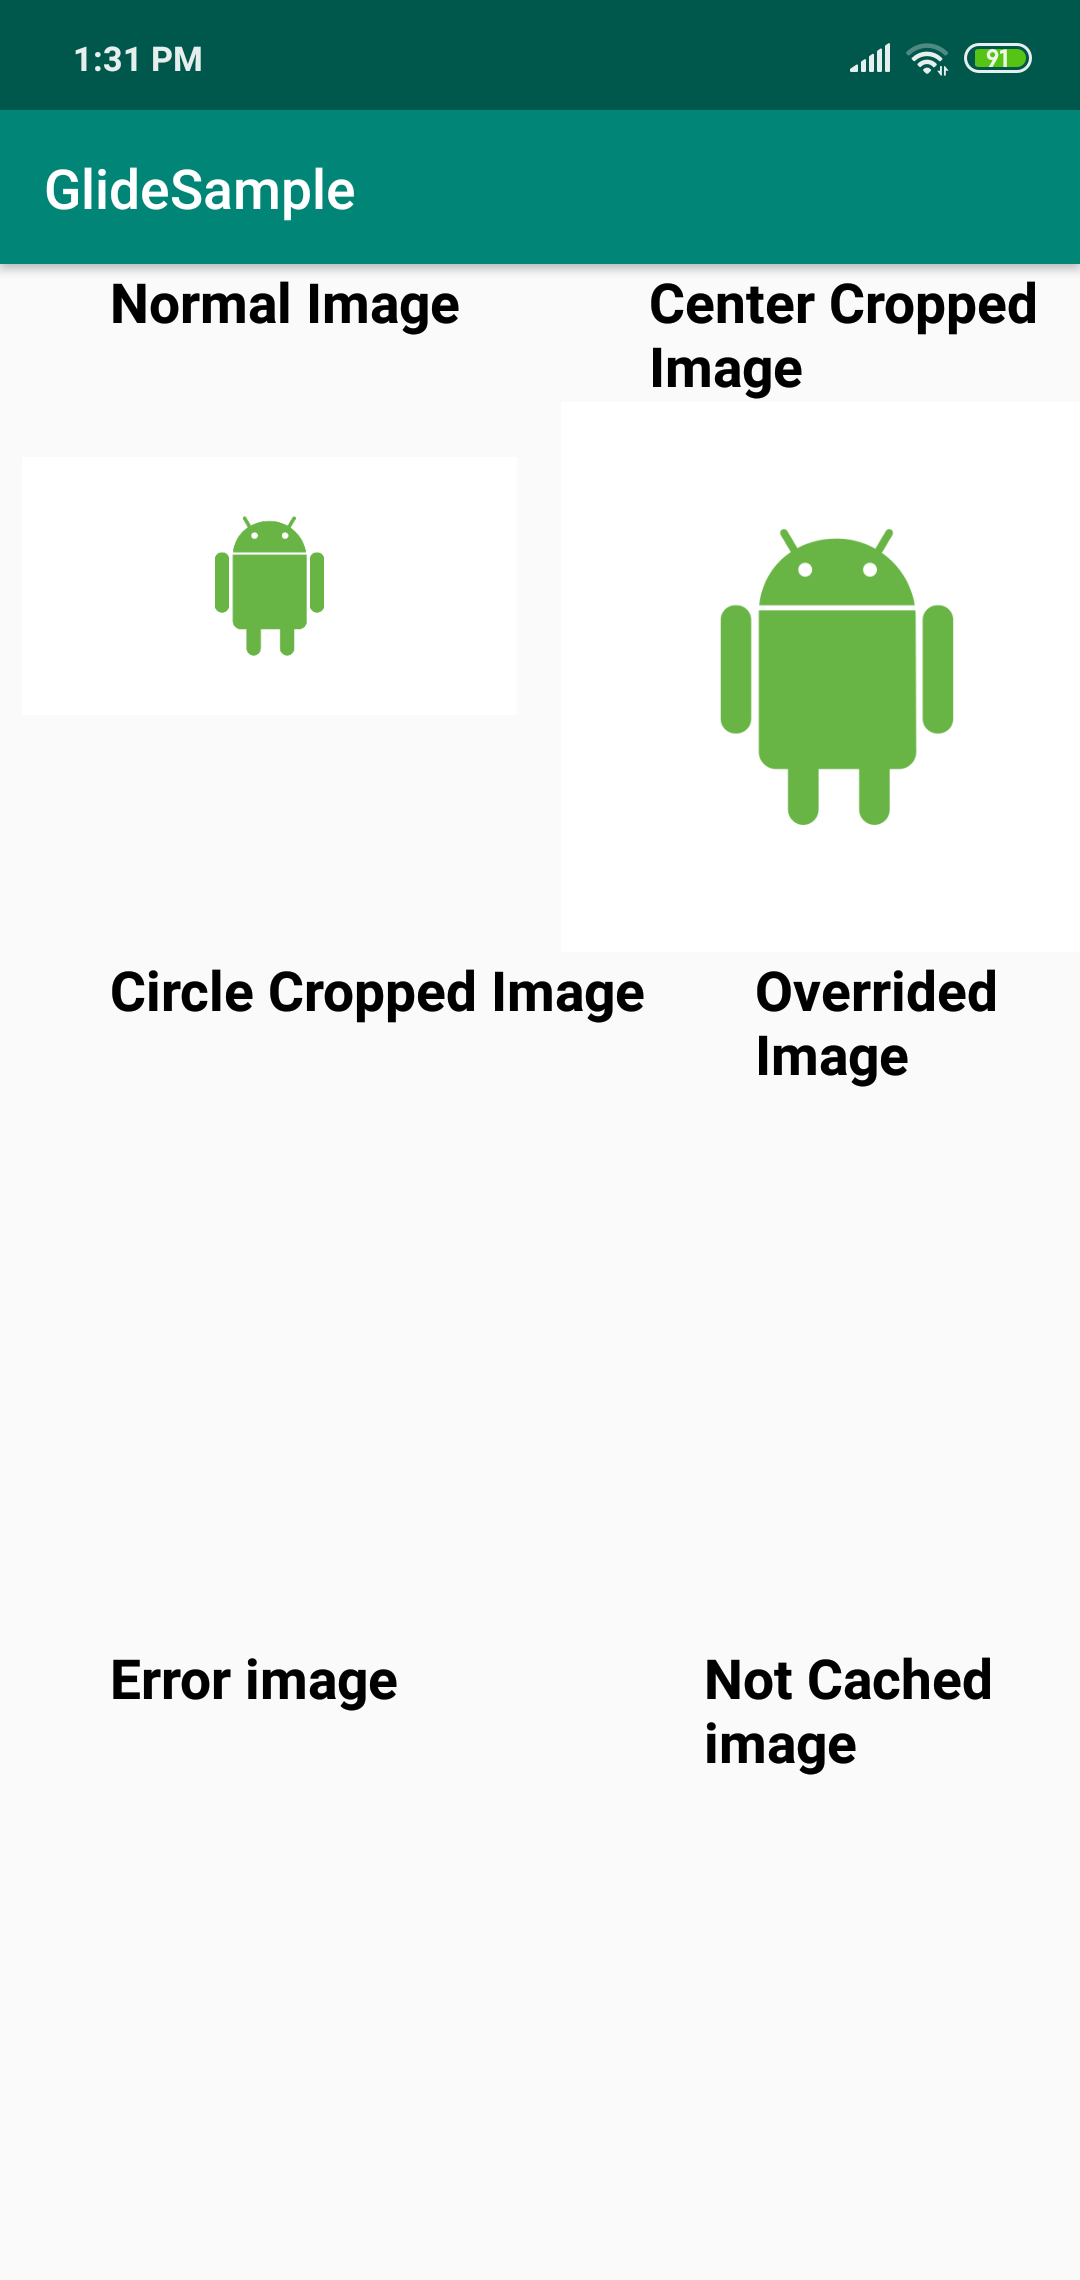 1:31 PM
91
GlideSample
Normal Image
Center Cropped
Image
Circle Cropped Image
Overrided
Image
Error image
Not Cached
image